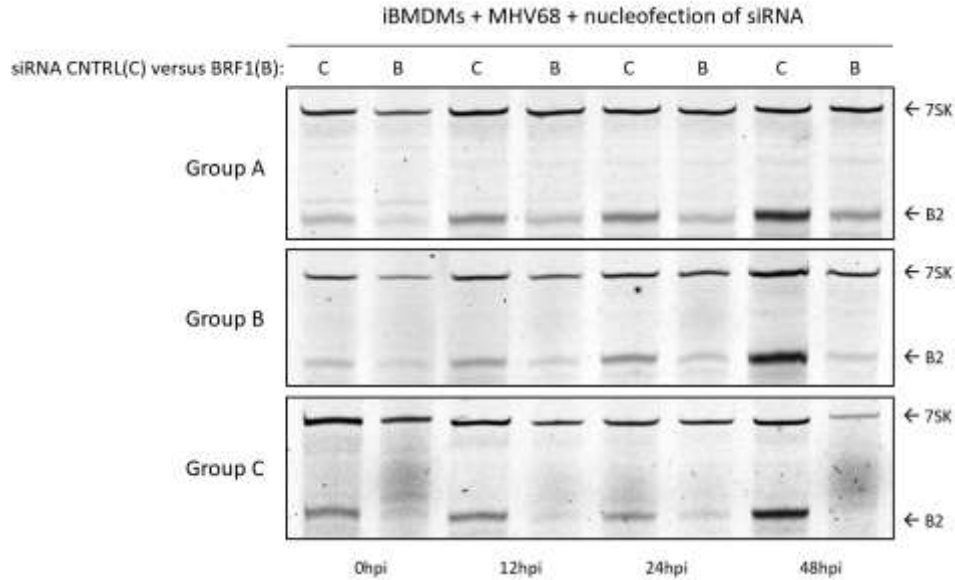 iBMDMs + MHV68 + nucleofection of siRNA
siRNA CNTRL(C) versus BRF1(B): C B C B C B C B
Group A
← 7SK
← B2
Group B
← 7SK
← B2
Group C
← 7SK
← B2
0hpi 12hpi 24hpi 48hpi